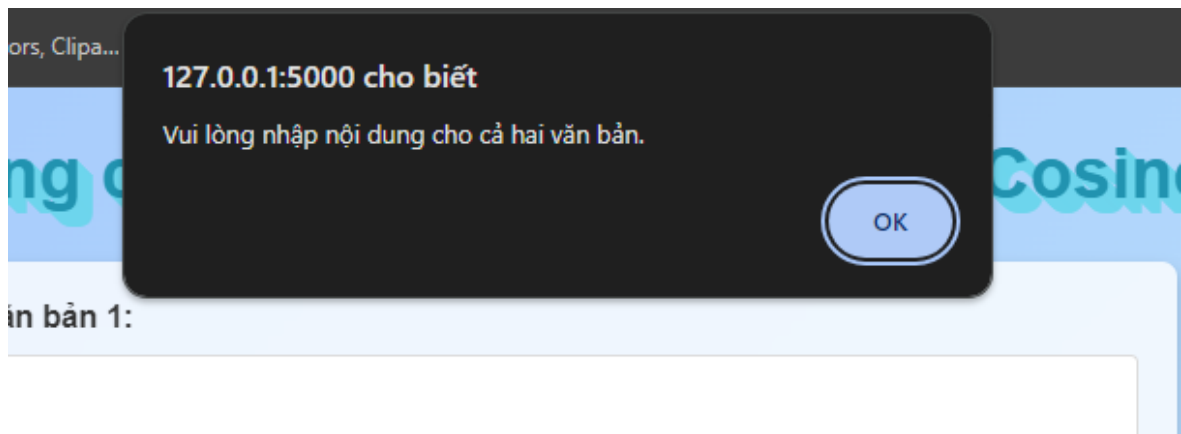 ors, Clipa...
127.0.0.1:5000 cho biết
Vui lòng nhập nội dung cho cả hai văn bản.
OK
ng
Cosin
ăn bản 1: